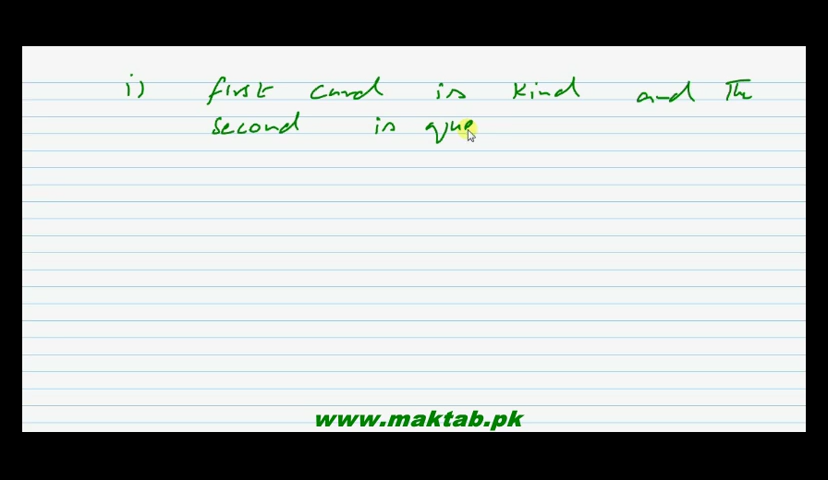 i) first card is kind and the
second is que
www.maktab.pk